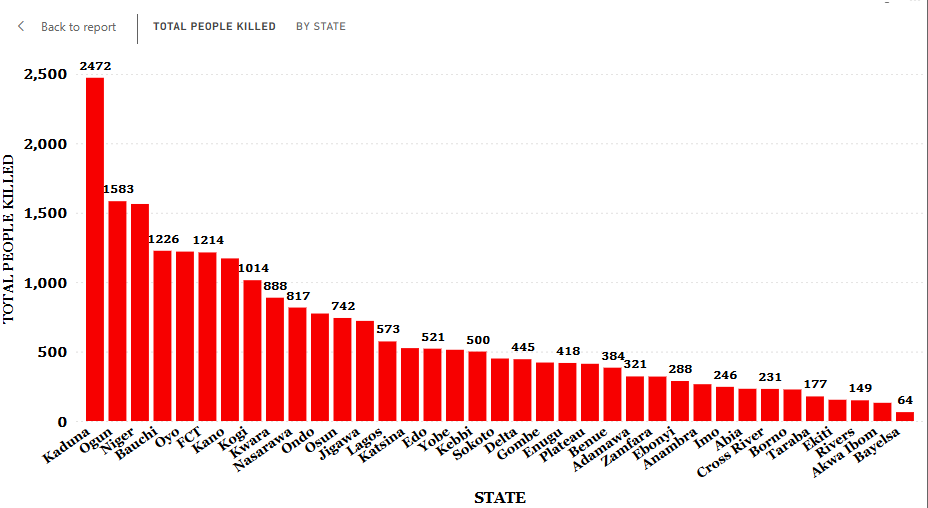 Back to report
TOTAL PEOPLE KILLED BY STATE
TOTAL PEOPLE KILLED
2,500
2,000
1,500
1,000
500
0
2472
1583
1226
1214
1014
888
817
742
573
521
500
445
418
384
321
288
246
231
177
149
64
Kaduna
Ogun
Niger
Bauchi
Oyo
FCT
Kano
Kogi
Kwara
Nasarawa
Ondo
Osun
Jigawa
Lagos
Katsina
Edo
Yobe
Kebbi
Sokoto
Delta
Gombe
Enugu
Plateau
Benue
Adamawa
Zamfara
Ebonyi
Anambra
Imo
Abia
Cross River
Borno
Taraba
Ekiti
Rivers
Akwa Ibom
Bayelsa
STATE